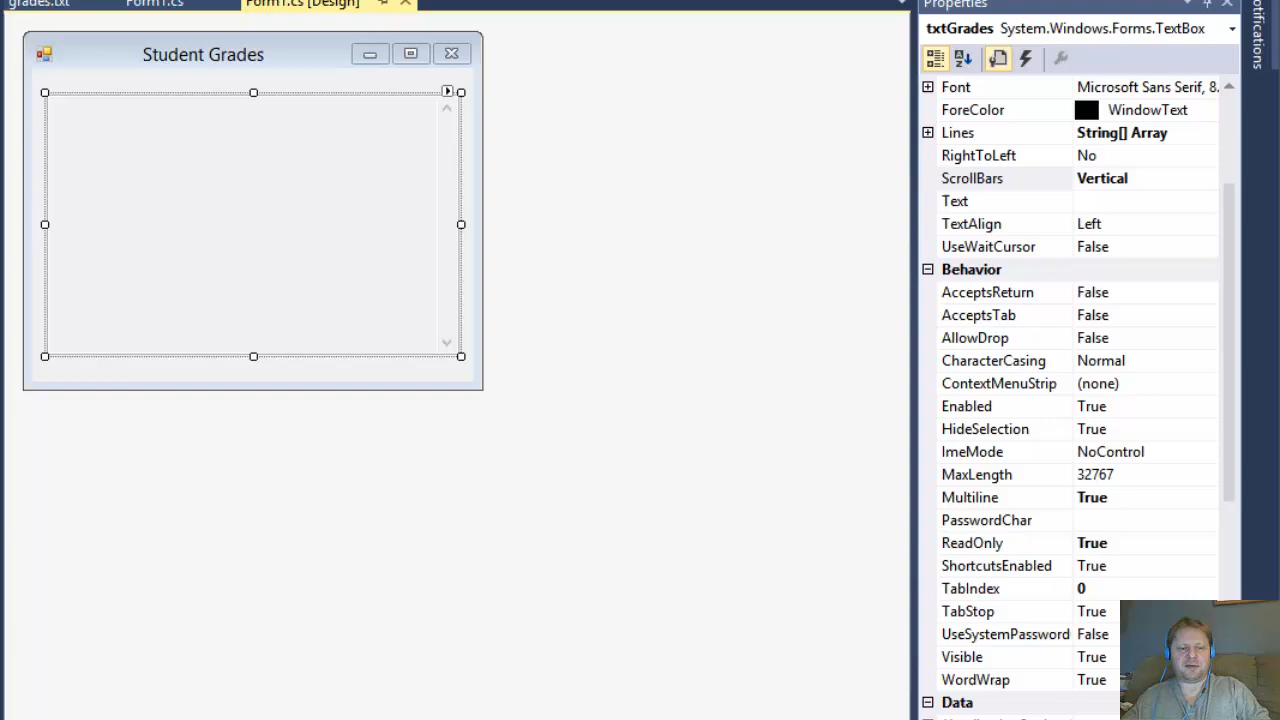 grades.txt Form1.cs Form1.cs [Design]
Properties
Notifications
Student Grades
txtGrades System.Windows.Forms.TextBox
Font Microsoft Sans Serif, 8.
ForeColor WindowText
Lines String[] Array
RightToLeft No
ScrollBars Vertical
Text
TextAlign Left
UseWaitCursor False
Behavior
AcceptsReturn False
AcceptsTab False
AllowDrop False
CharacterCasing Normal
ContextMenuStrip (none)
Enabled True
HideSelection True
ImeMode NoControl
MaxLength 32767
Multiline True
PasswordChar
ReadOnly True
ShortcutsEnabled True
TabIndex 0
TabStop True
UseSystemPassword False
Visible True
WordWrap True
Data